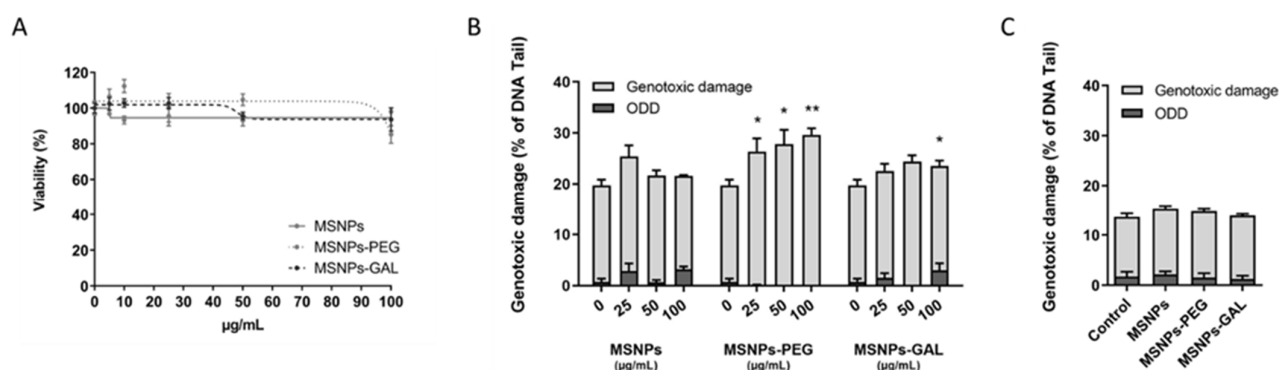 A
Viability (%)
120
100
80
60
40
20
0
0 10 20 30 40 50 60 70 80 90 100
µg/mL
MSNPs
MSNPs-PEG
MSNPs-GAL
B
Genotoxic damage (% of DNA Tail)
40
30
20
10
0
Genotoxic damage
ODD
* * ** *
0 25 50 100 0 25 50 100 0 25 50 100
MSNPs MSNPs-PEG MSNPs-GAL
(µg/mL) (µg/mL) (µg/mL)
C
Genotoxic damage (% of DNA Tail)
40
30
20
10
0
Genotoxic damage
ODD
Control MSNPs MSNPs-PEG MSNPs-GAL